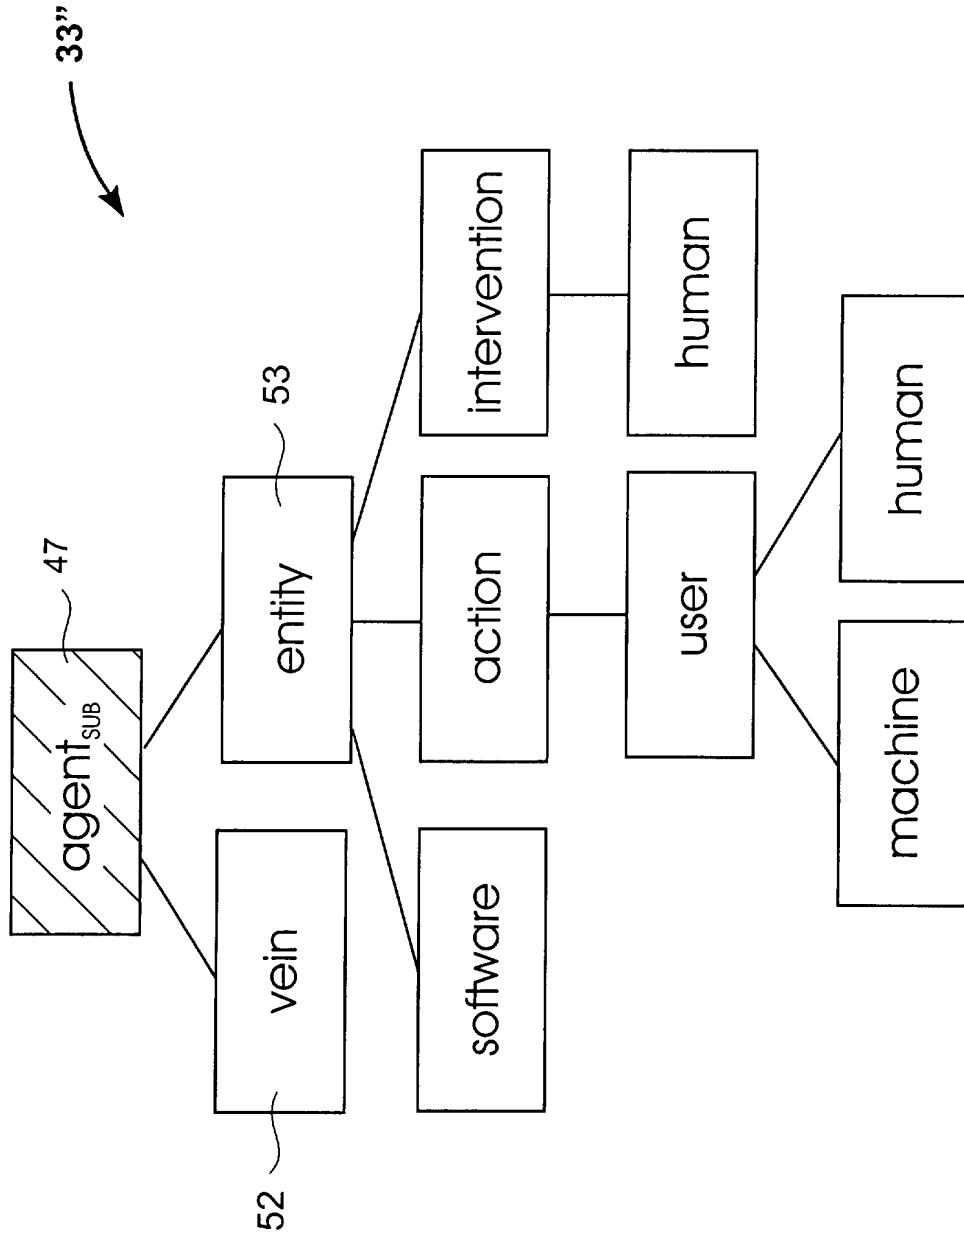 33”
47
agentSUB
53
52
vein
entity
software
action
intervention
user
human
machine
human